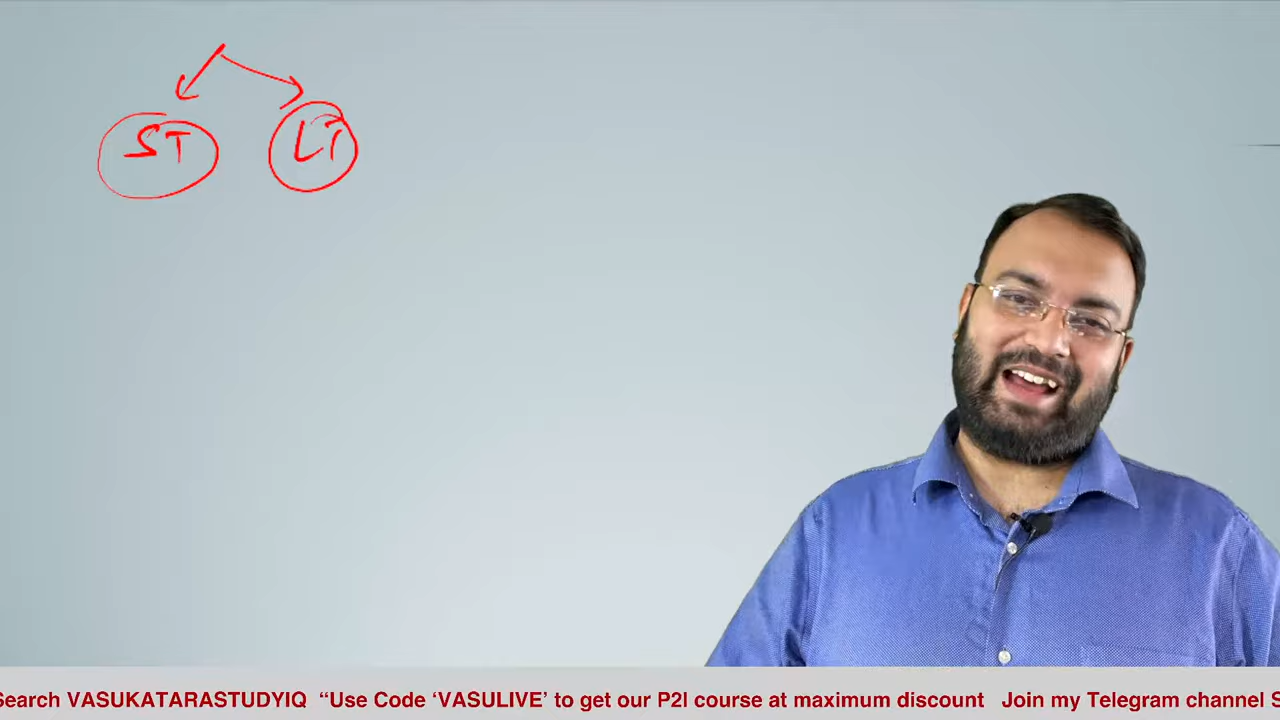 ST LT
Search VASUKATARASTUDYIQ “Use Code ‘VASULIVE’ to get our P2I course at maximum discount Join my Telegram channel S